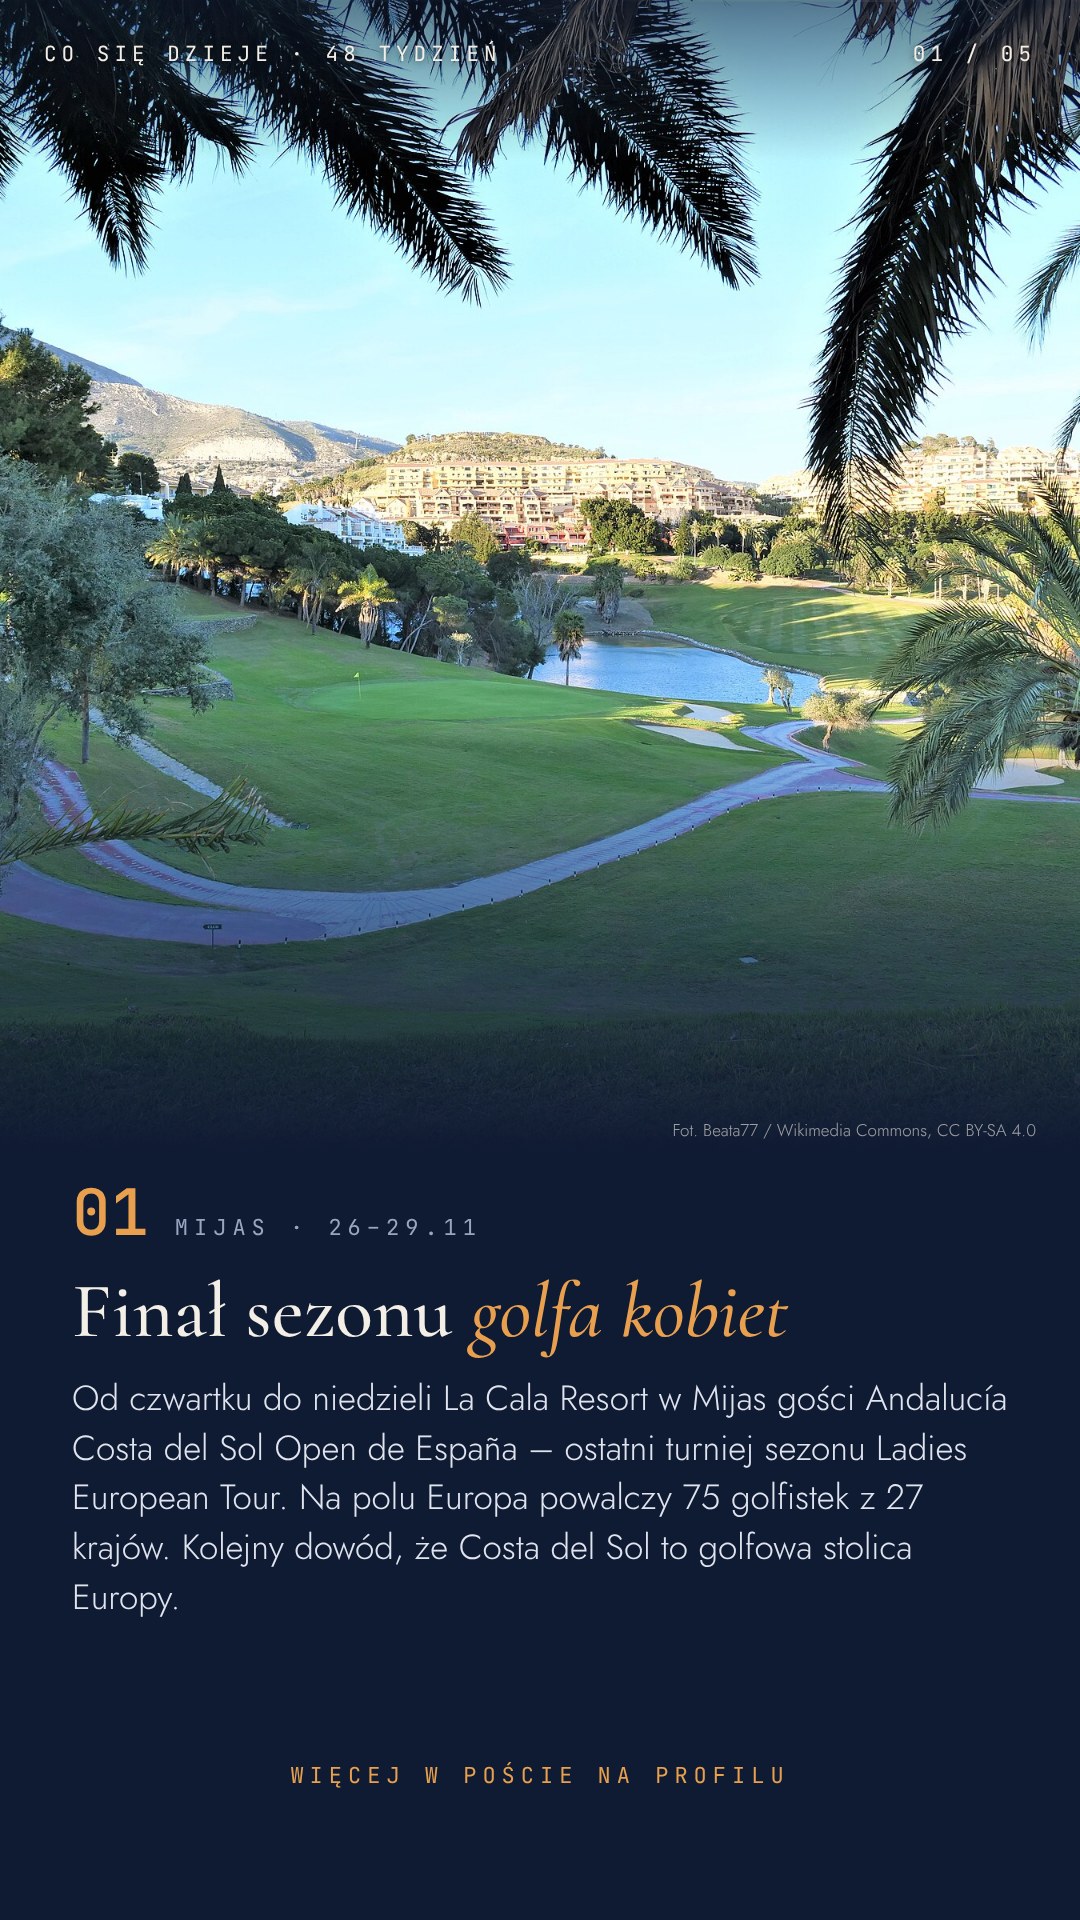 CO SIĘ DZIEJE · 48 TYDZIEŃ
01 / 05
Fot. Beata77 / Wikimedia Commons, CC BY-SA 4.0
01 MIJAS · 26–29.11
Finał sezonu golfa kobiet
Od czwartku do niedzieli La Cala Resort w Mijas gości Andalucía
Costa del Sol Open de España – ostatni turniej sezonu Ladies
European Tour. Na polu Europa powalczy 75 golfistek z 27
krajów. Kolejny dowód, że Costa del Sol to golfowa stolica
Europy.
WIĘCEJ W POŚCIE NA PROFILU